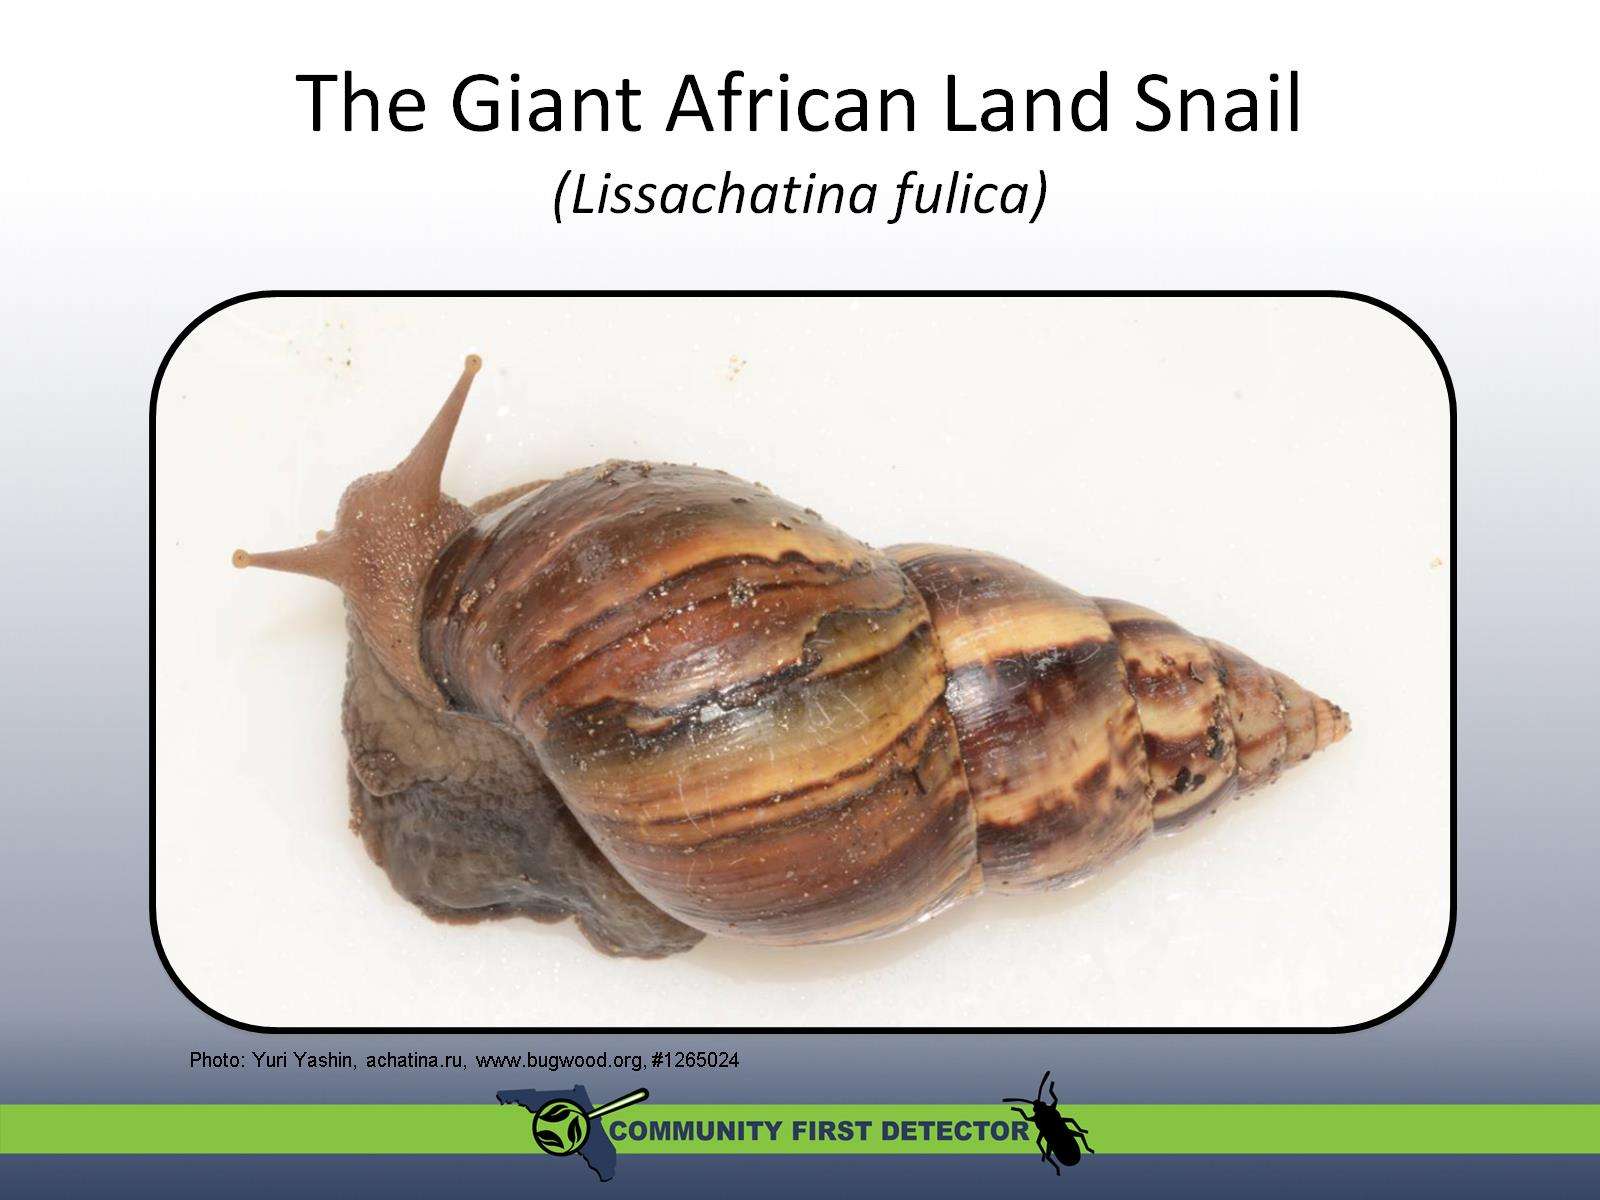 The Giant African Land Snail
(Lissachatina fulica)
Photo: Yuri Yashin, achatina.ru, www.bugwood.org, #1265024
COMMUNITY FIRST DETECTOR